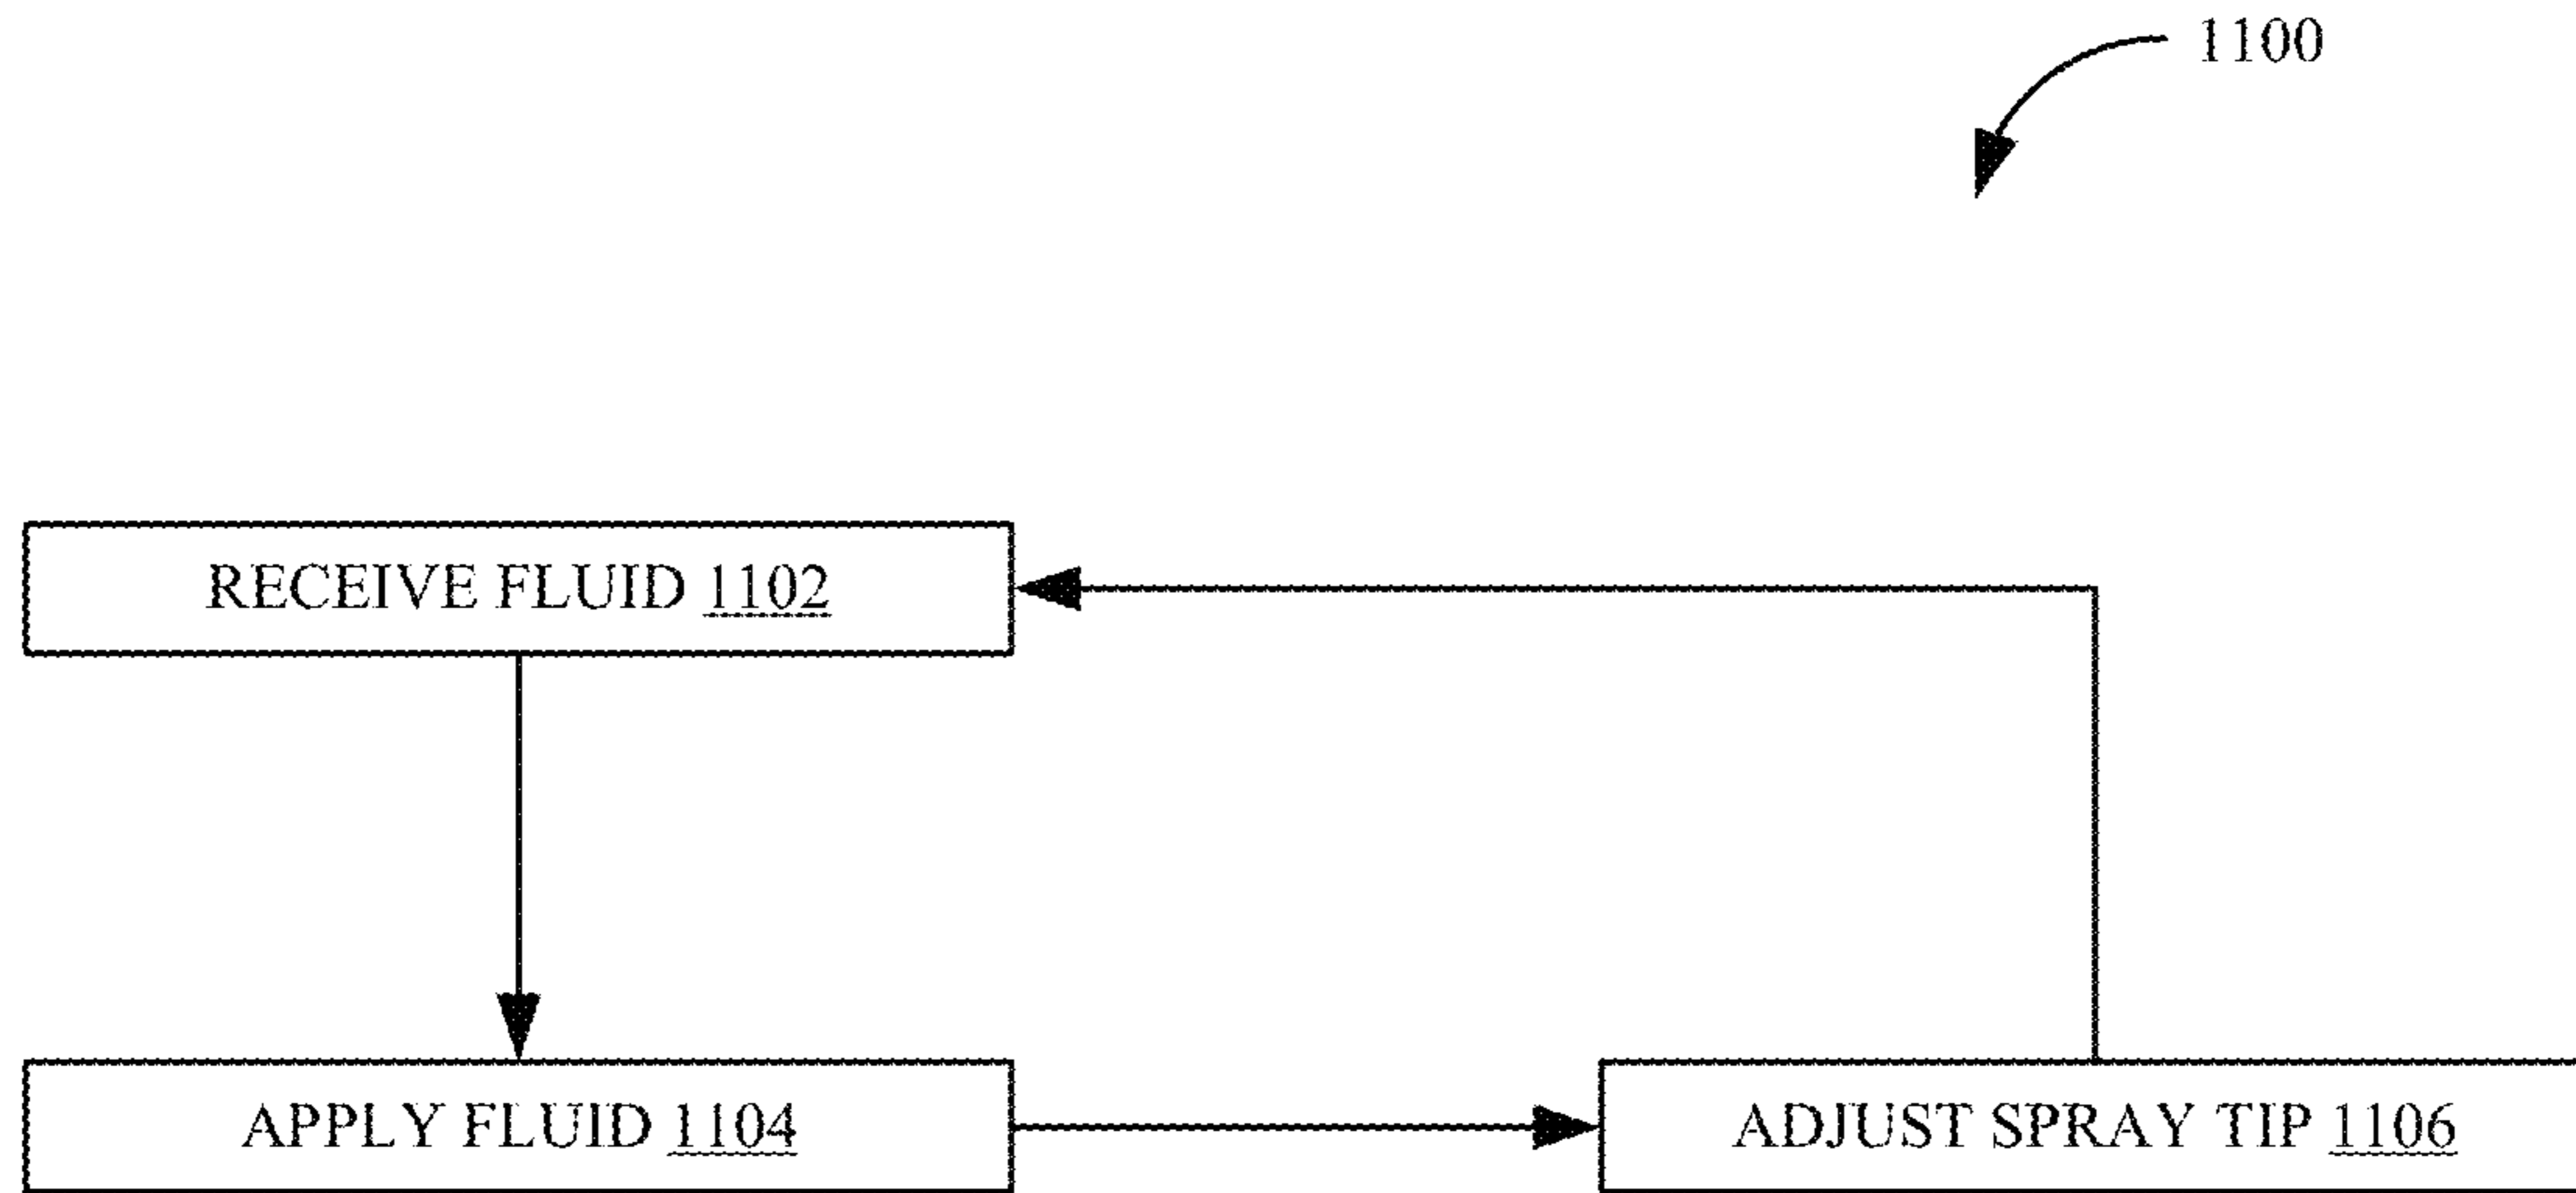 1100
RECEIVE FLUID 1102
APPLY FLUID 1104
ADJUST SPRAY TIP 1106